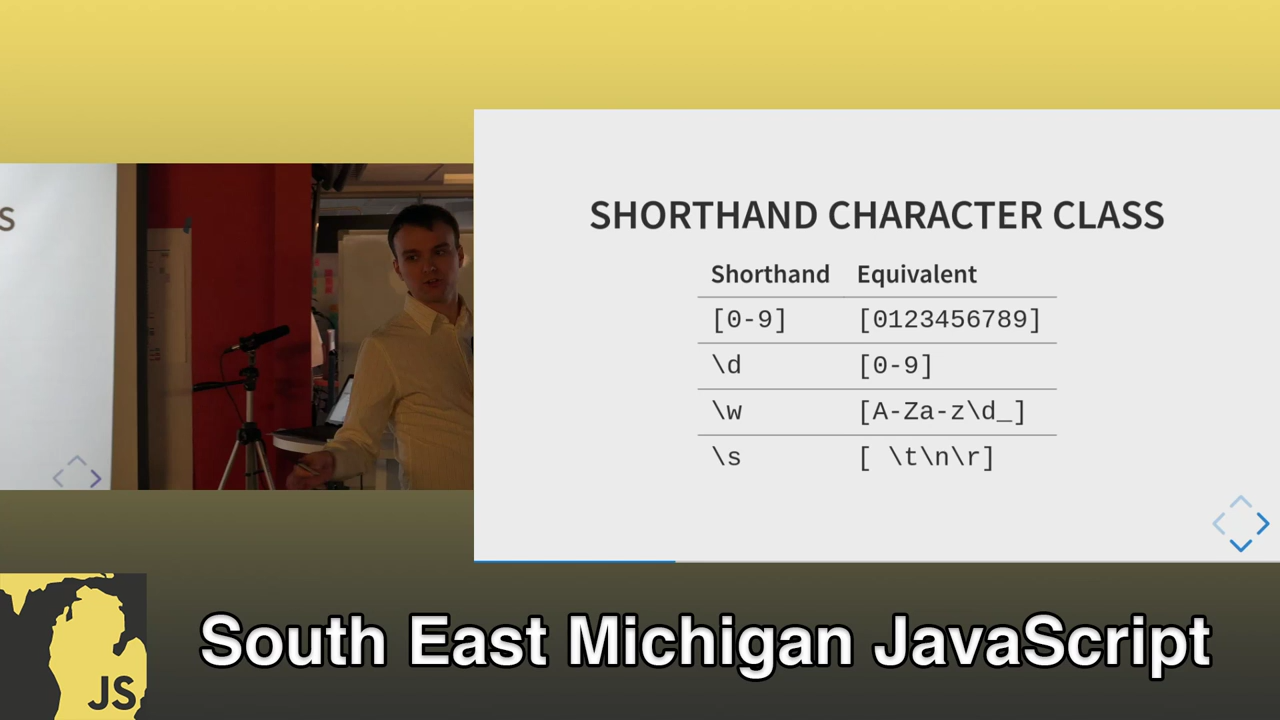 S
SHORTHAND CHARACTER CLASS
Shorthand Equivalent
[0-9] [0123456789]
\d [0-9]
\w [A-Za-z\d_]
\s [ \t\n\r]
JS
South East Michigan JavaScript